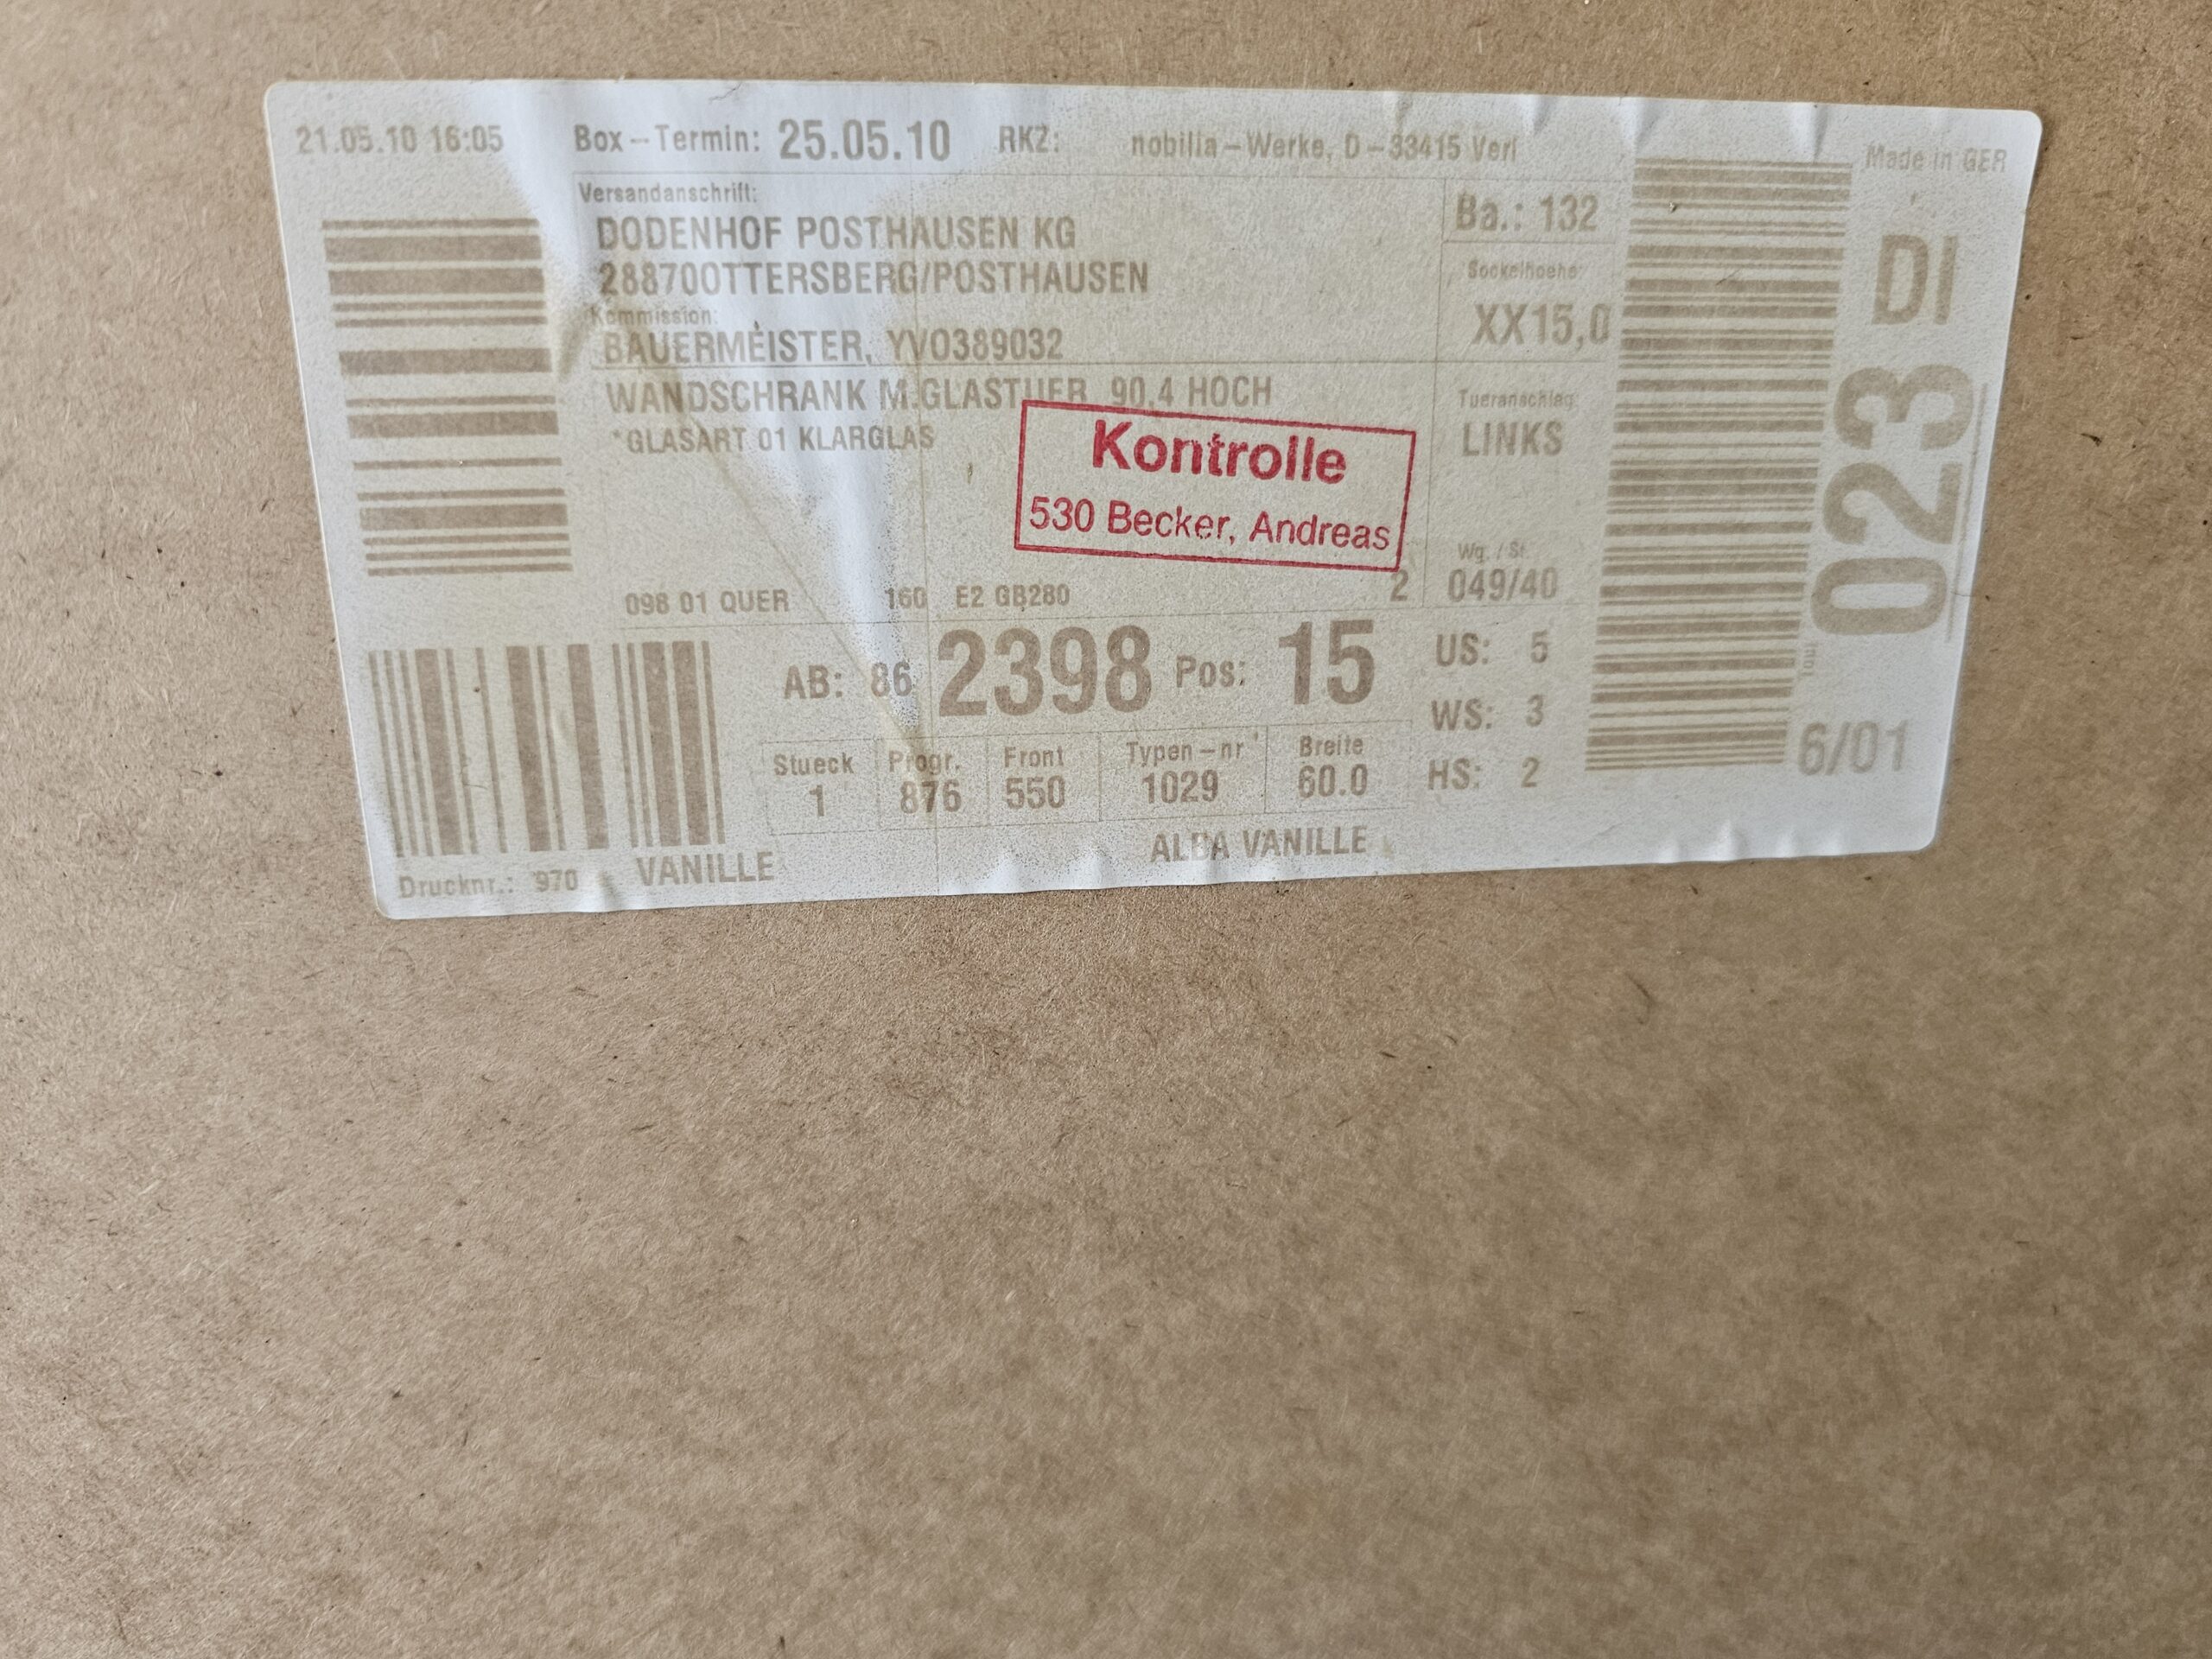 21.05.10 16:05 Box-Termin: 25.05.10 RKZ: nobilia-Werke, D-33415 Verl
Made in GER
Versandanschrift:
DODENHOF POSTHAUSEN KG
28870OTTERSBERG/POSTHAUSEN
Kommission:
BAUERMEISTER, YVO389032
WANDSCHRANK M.GLASTUER 90,4 HOCH
*GLASART 01 KLARGLAS
Kontrolle
530 Becker, Andreas
098 01 QUER 160 E2 GB280 2
Ba.: 132
Sockelhoehe:
XX15,0
Tueranschlag:
LINKS
Wg. / St.
049/40
AB: 86 2398 Pos: 15
US: 5
WS: 3
HS: 2
Stueck Progr. Front Typen-nr Breite
1 876 550 1029 60.0
Drucknr.: 970 VANILLE ALBA VANILLE
DI
023
6/01